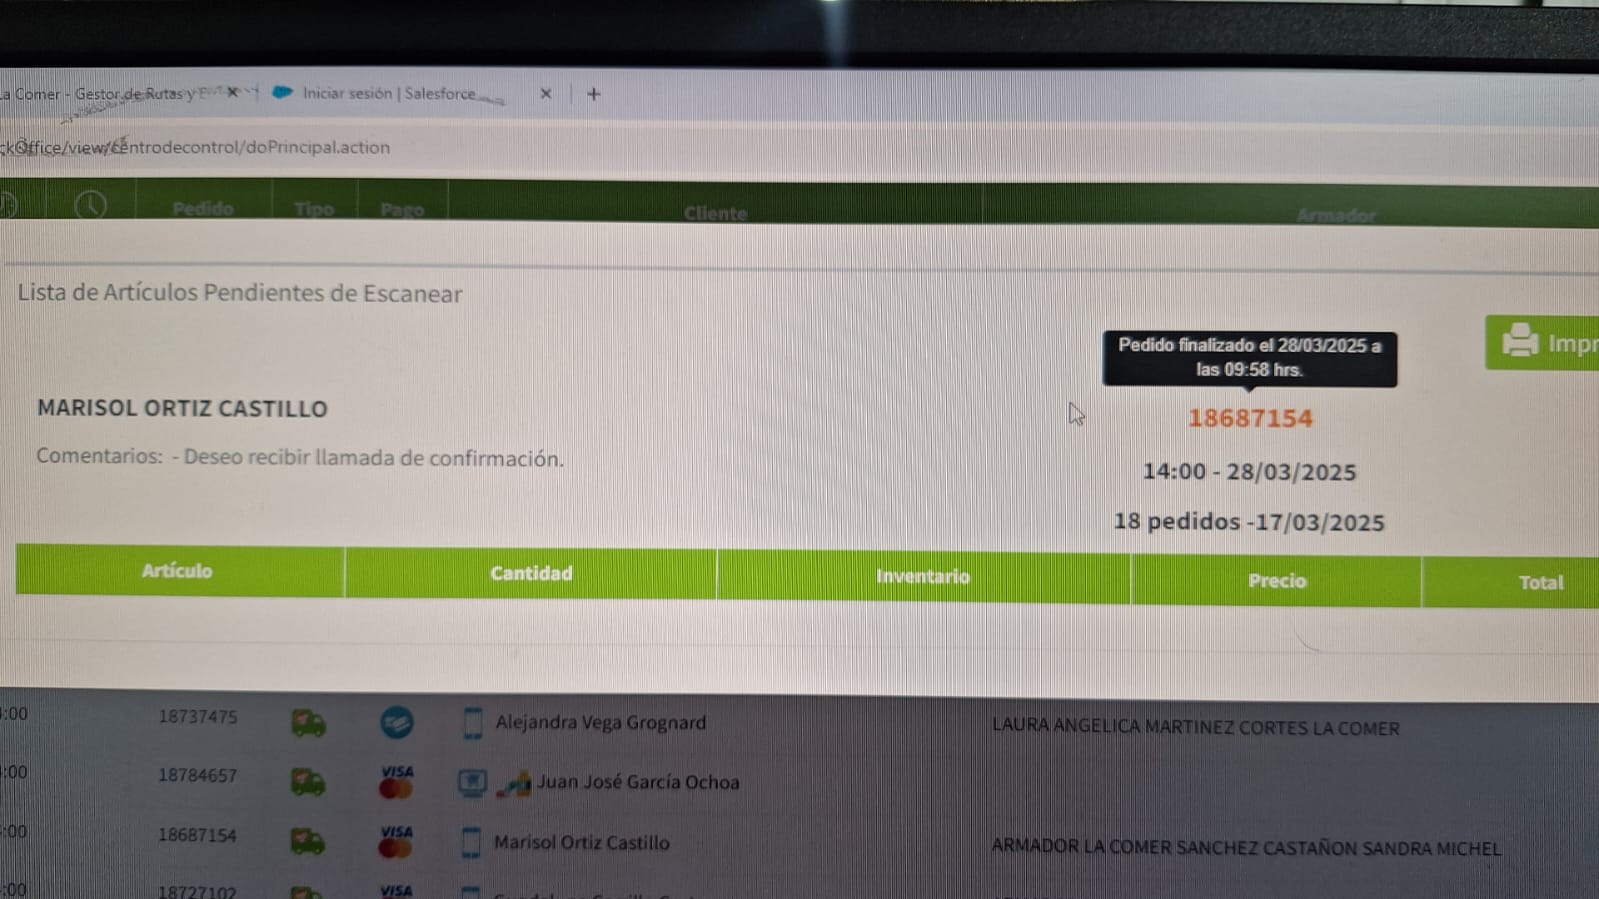 La Comer - Gestor de Rutas y E
Iniciar sesión | Salesforce
ckOffice/view/centrodecontrol/doPrincipal.action
Pedido Tipo Pago Cliente Armador
Lista de Artículos Pendientes de Escanear
Pedido finalizado el 28/03/2025 a
las 09:58 hrs.
Impr
MARISOL ORTIZ CASTILLO
18687154
Comentarios: - Deseo recibir llamada de confirmación.
14:00 - 28/03/2025
18 pedidos -17/03/2025
Artículo Cantidad Inventario Precio Total
:00 18737475 Alejandra Vega Grognard LAURA ANGELICA MARTINEZ CORTES LA COMER
:00 18784657 VISA Juan José García Ochoa
:00 18687154 VISA Marisol Ortiz Castillo ARMADOR LA COMER SANCHEZ CASTAÑON SANDRA MICHEL
:00 18727102 VISA